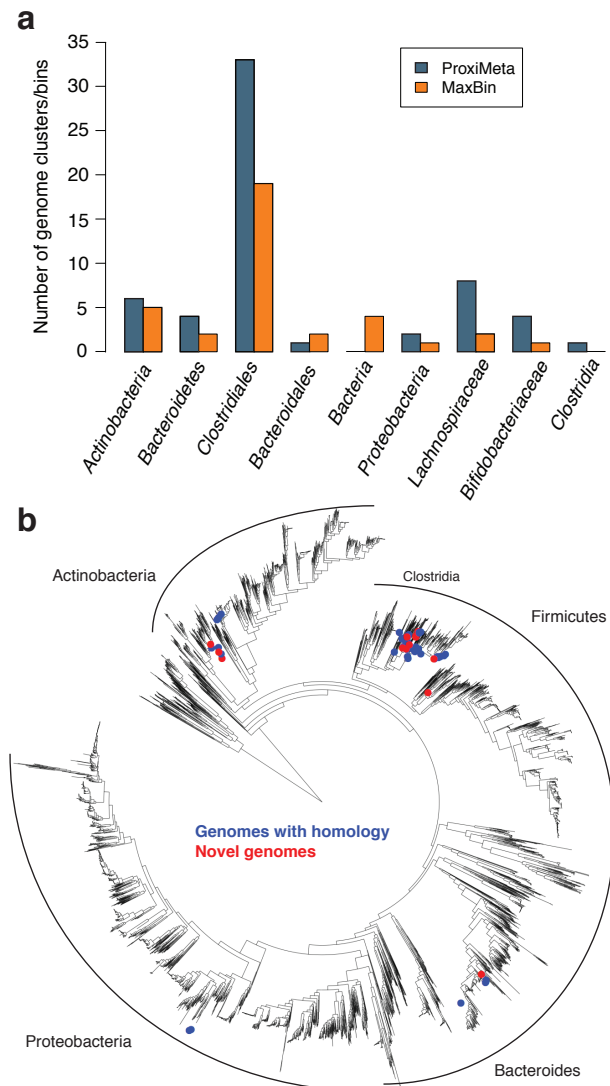 a
Number of genome clusters/bins
35
30
25
20
15
10
5
0
ProxiMeta
MaxBin
Actinobacteria
Bacteroidetes
Clostridiales
Bacteroidales
Bacteria
Proteobacteria
Lachnospiraceae
Bifidobacteriaceae
Clostridia
b
Actinobacteria
Clostridia
Firmicutes
Genomes with homology
Novel genomes
Proteobacteria
Bacteroides